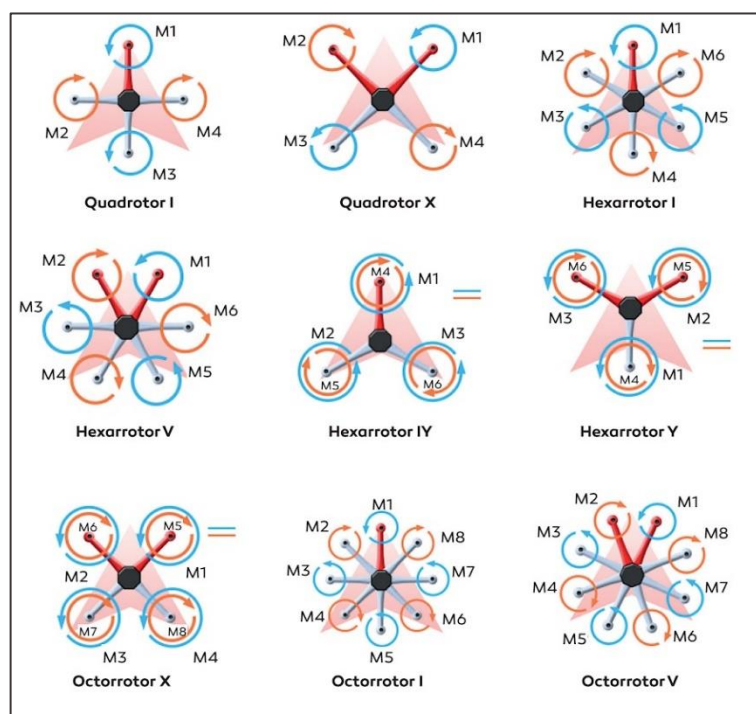 M1
M2
M4
M3
Quadrotor I
M2
M1
M3
M4
Quadrotor X
M1
M2
M6
M3
M5
M4
Hexarrotor I
M2
M1
M3
M6
M4
M5
Hexarrotor V
M4
M1
M2
M3
M5
M6
Hexarrotor IY
M6
M5
M3
M2
M4
M1
Hexarrotor Y
M6
M5
M2
M1
M7
M8
M3
M4
Octorrotor X
M1
M2
M8
M3
M7
M4
M6
M5
Octorrotor I
M2
M1
M3
M8
M4
M7
M5
M6
Octorrotor V